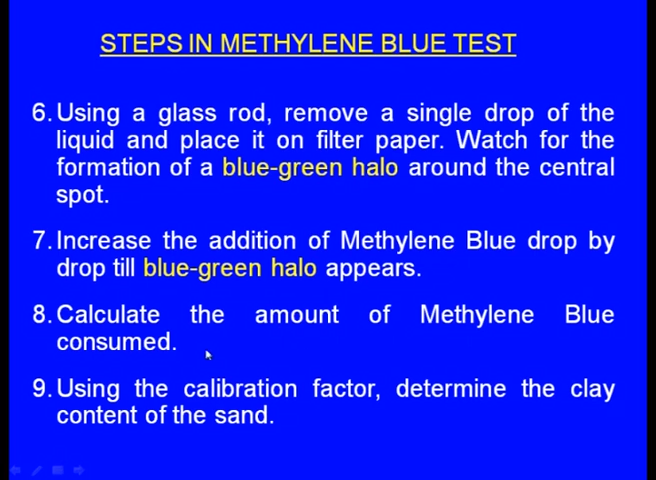 STEPS IN METHYLENE BLUE TEST
6. Using a glass rod, remove a single drop of the
liquid and place it on filter paper. Watch for the
formation of a blue-green halo around the central
spot.
7. Increase the addition of Methylene Blue drop by
drop till blue-green halo appears.
8. Calculate the amount of Methylene Blue
consumed.
9. Using the calibration factor, determine the clay
content of the sand.